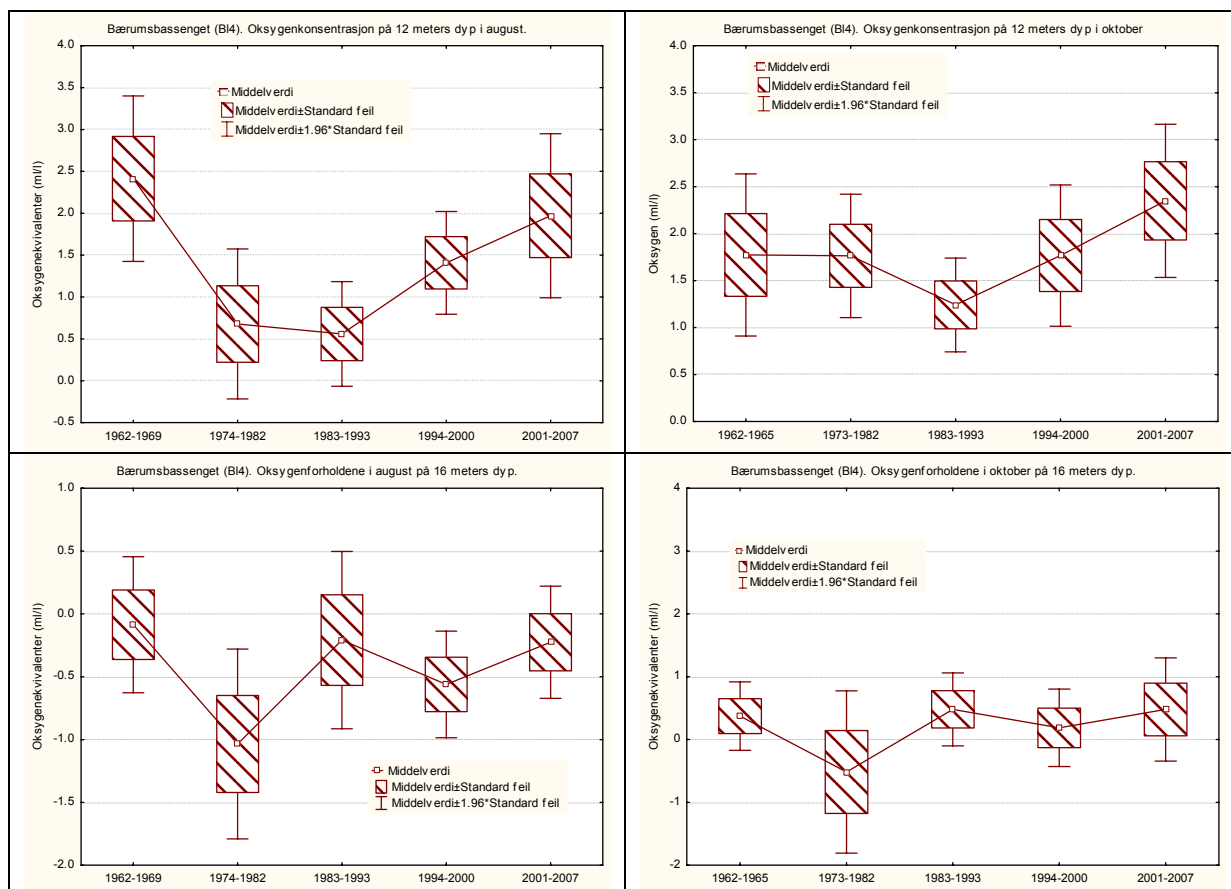 Bærumsbassenget (Bl4). Oksygenkonsentrasjon på 12 meters dyp i august.
Oksygenekvivalenter (ml/l)
4.0
3.5
3.0
2.5
2.0
1.5
1.0
0.5
0.0
-0.5
Middelverdi
Middelverdi±Standard feil
Middelverdi±1.96*Standard feil
1962-1969 1974-1982 1983-1993 1994-2000 2001-2007
Bærumsbassenget (Bl4). Oksygenkonsentrasjon på 12 meters dyp i oktober
Oksygen (ml/l)
4.0
3.5
3.0
2.5
2.0
1.5
1.0
0.5
0.0
Middelverdi
Middelverdi±Standard feil
Middelverdi±1.96*Standard feil
1962-1965 1973-1982 1983-1993 1994-2000 2001-2007
Bærumsbassenget (Bl4). Oksygenforholdene i august på 16 meters dyp.
Oksygenekvivalenter (ml/l)
1.0
0.5
0.0
-0.5
-1.0
-1.5
-2.0
Middelverdi
Middelverdi±Standard feil
Middelverdi±1.96*Standard feil
1962-1969 1974-1982 1983-1993 1994-2000 2001-2007
Bærumsbassenget (Bl4). Oksygenforholdene i oktober på 16 meters dyp.
Oksygenekvivalenter (ml/l)
4
3
2
1
0
-1
-2
Middelverdi
Middelverdi±Standard feil
Middelverdi±1.96*Standard feil
1962-1965 1973-1982 1983-1993 1994-2000 2001-2007